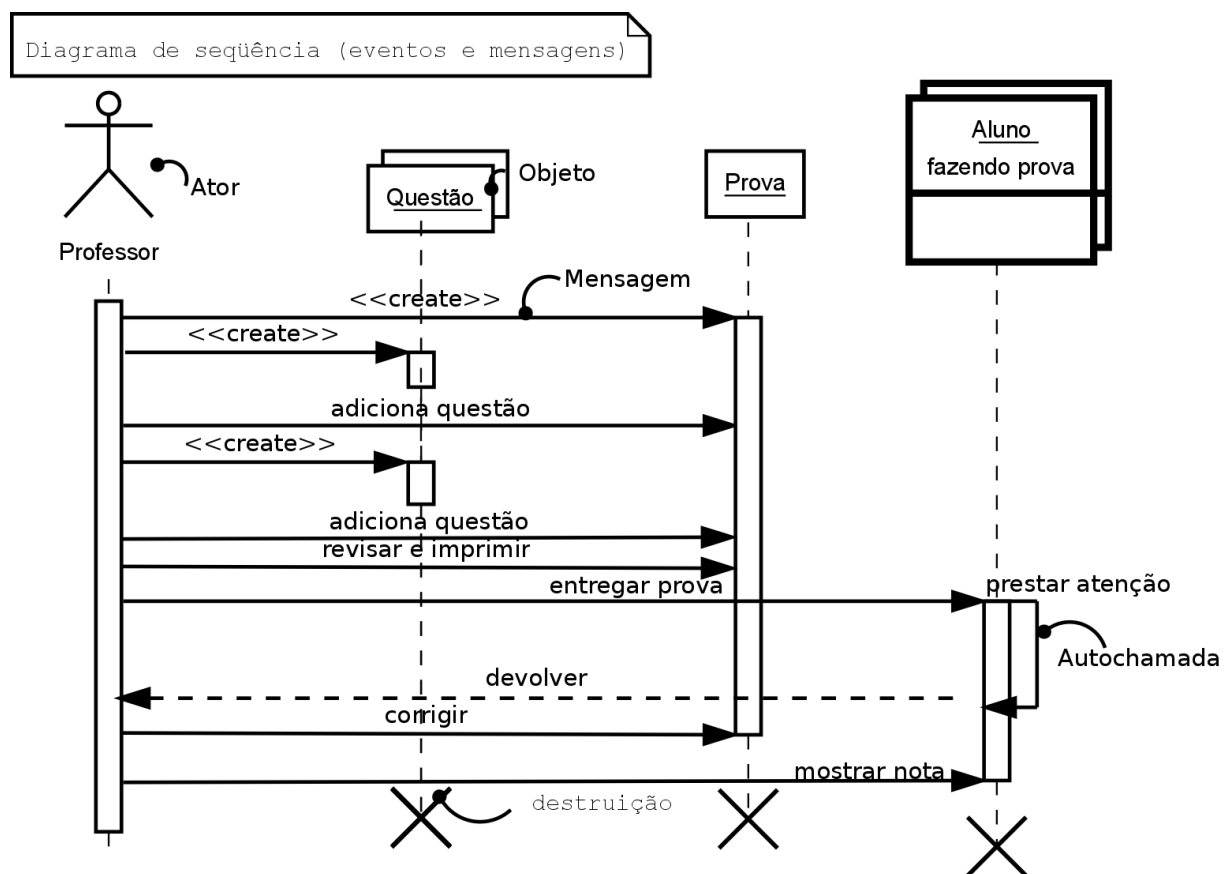 Diagrama de seqüência (eventos e mensagens)
Ator
Professor
Questão
Objeto
Prova
Aluno
fazendo prova
Mensagem
<<create>>
<<create>>
adiciona questão
<<create>>
adiciona questão
revisar e imprimir
entregar prova
prestar atenção
Autochamada
devolver
corrigir
mostrar nota
destruição